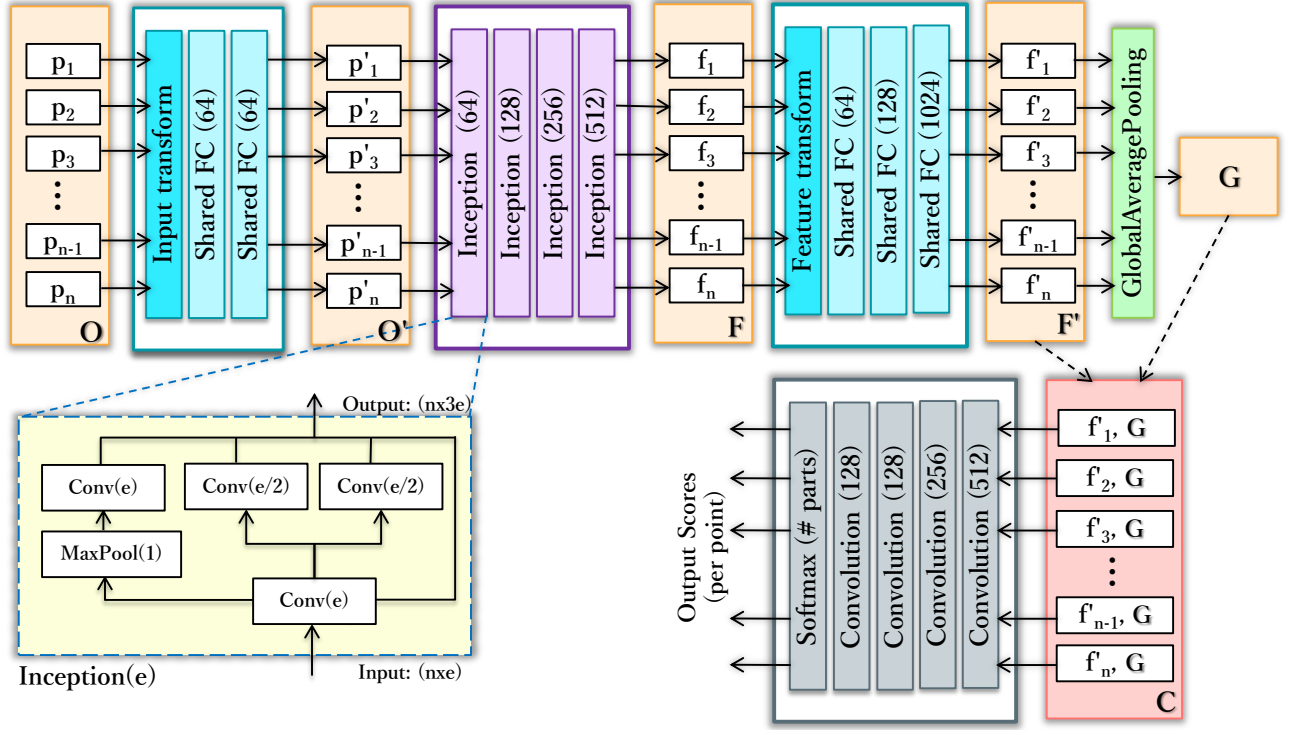 p1
p2
p3
...
pn-1
pn
O
Input transform
Shared FC (64)
Shared FC (64)
p'1
p'2
p'3
...
p'n-1
p'n
O'
Inception (64)
Inception (128)
Inception (256)
Inception (512)
f1
f2
f3
...
fn-1
fn
F
Feature transform
Shared FC (64)
Shared FC (128)
Shared FC (1024)
f'1
f'2
f'3
...
f'n-1
f'n
F'
GlobalAveragePooling
G
Output: (nx3e)
Conv(e)
Conv(e/2)
Conv(e/2)
MaxPool(1)
Conv(e)
Inception(e)
Input: (nxe)
Output Scores
(per point)
Softmax (# parts)
Convolution (128)
Convolution (128)
Convolution (256)
Convolution (512)
f'1, G
f'2, G
f'3, G
...
f'n-1, G
f'n, G
C